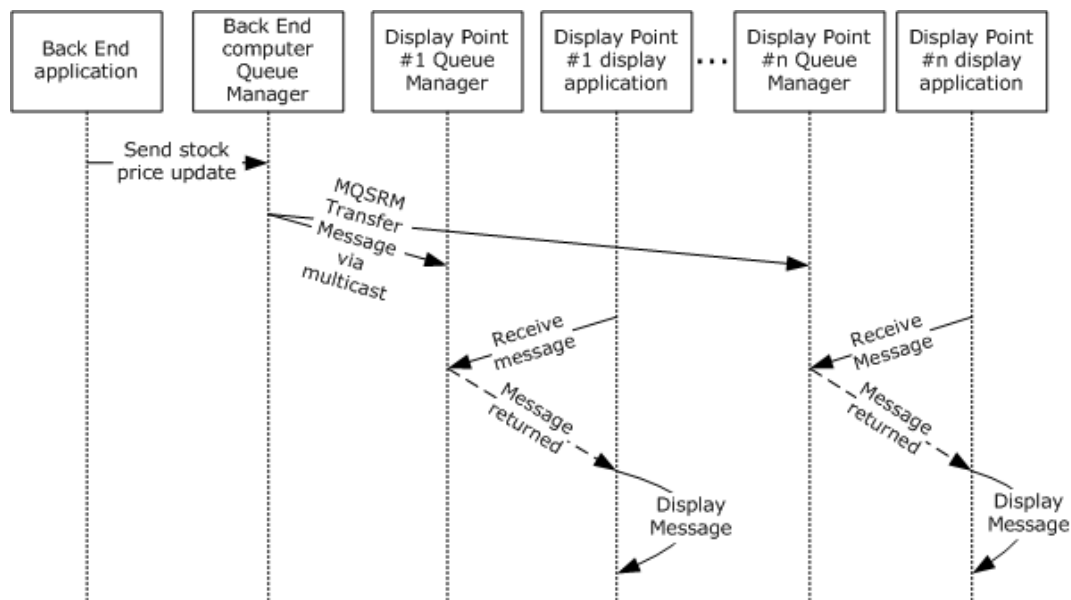 Back End
application
Back End
computer
Queue
Manager
Display Point
#1 Queue
Manager
Display Point
#1 display
application
...
Display Point
#n Queue
Manager
Display Point
#n display
application
Send stock
price update
MQSRM
Transfer
Message
via
multicast
Receive
message
Message
returned
Display
Message
Receive
Message
Message
returned
Display
Message